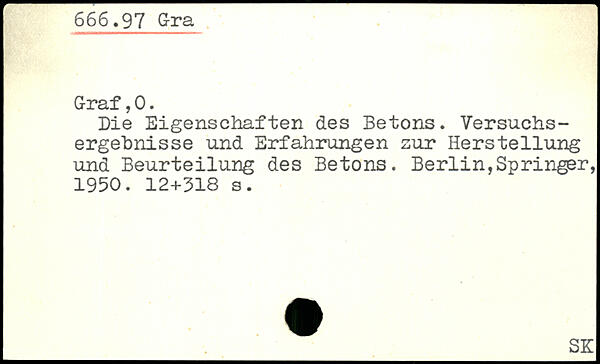 666.97 Gra
Graf,O.
Die Eigenschaften des Betons. Versuchs-
ergebnisse und Erfahrungen zur Herstellung
und Beurteilung des Betons. Berlin,Springer,
1950. 12+318 s.
SK